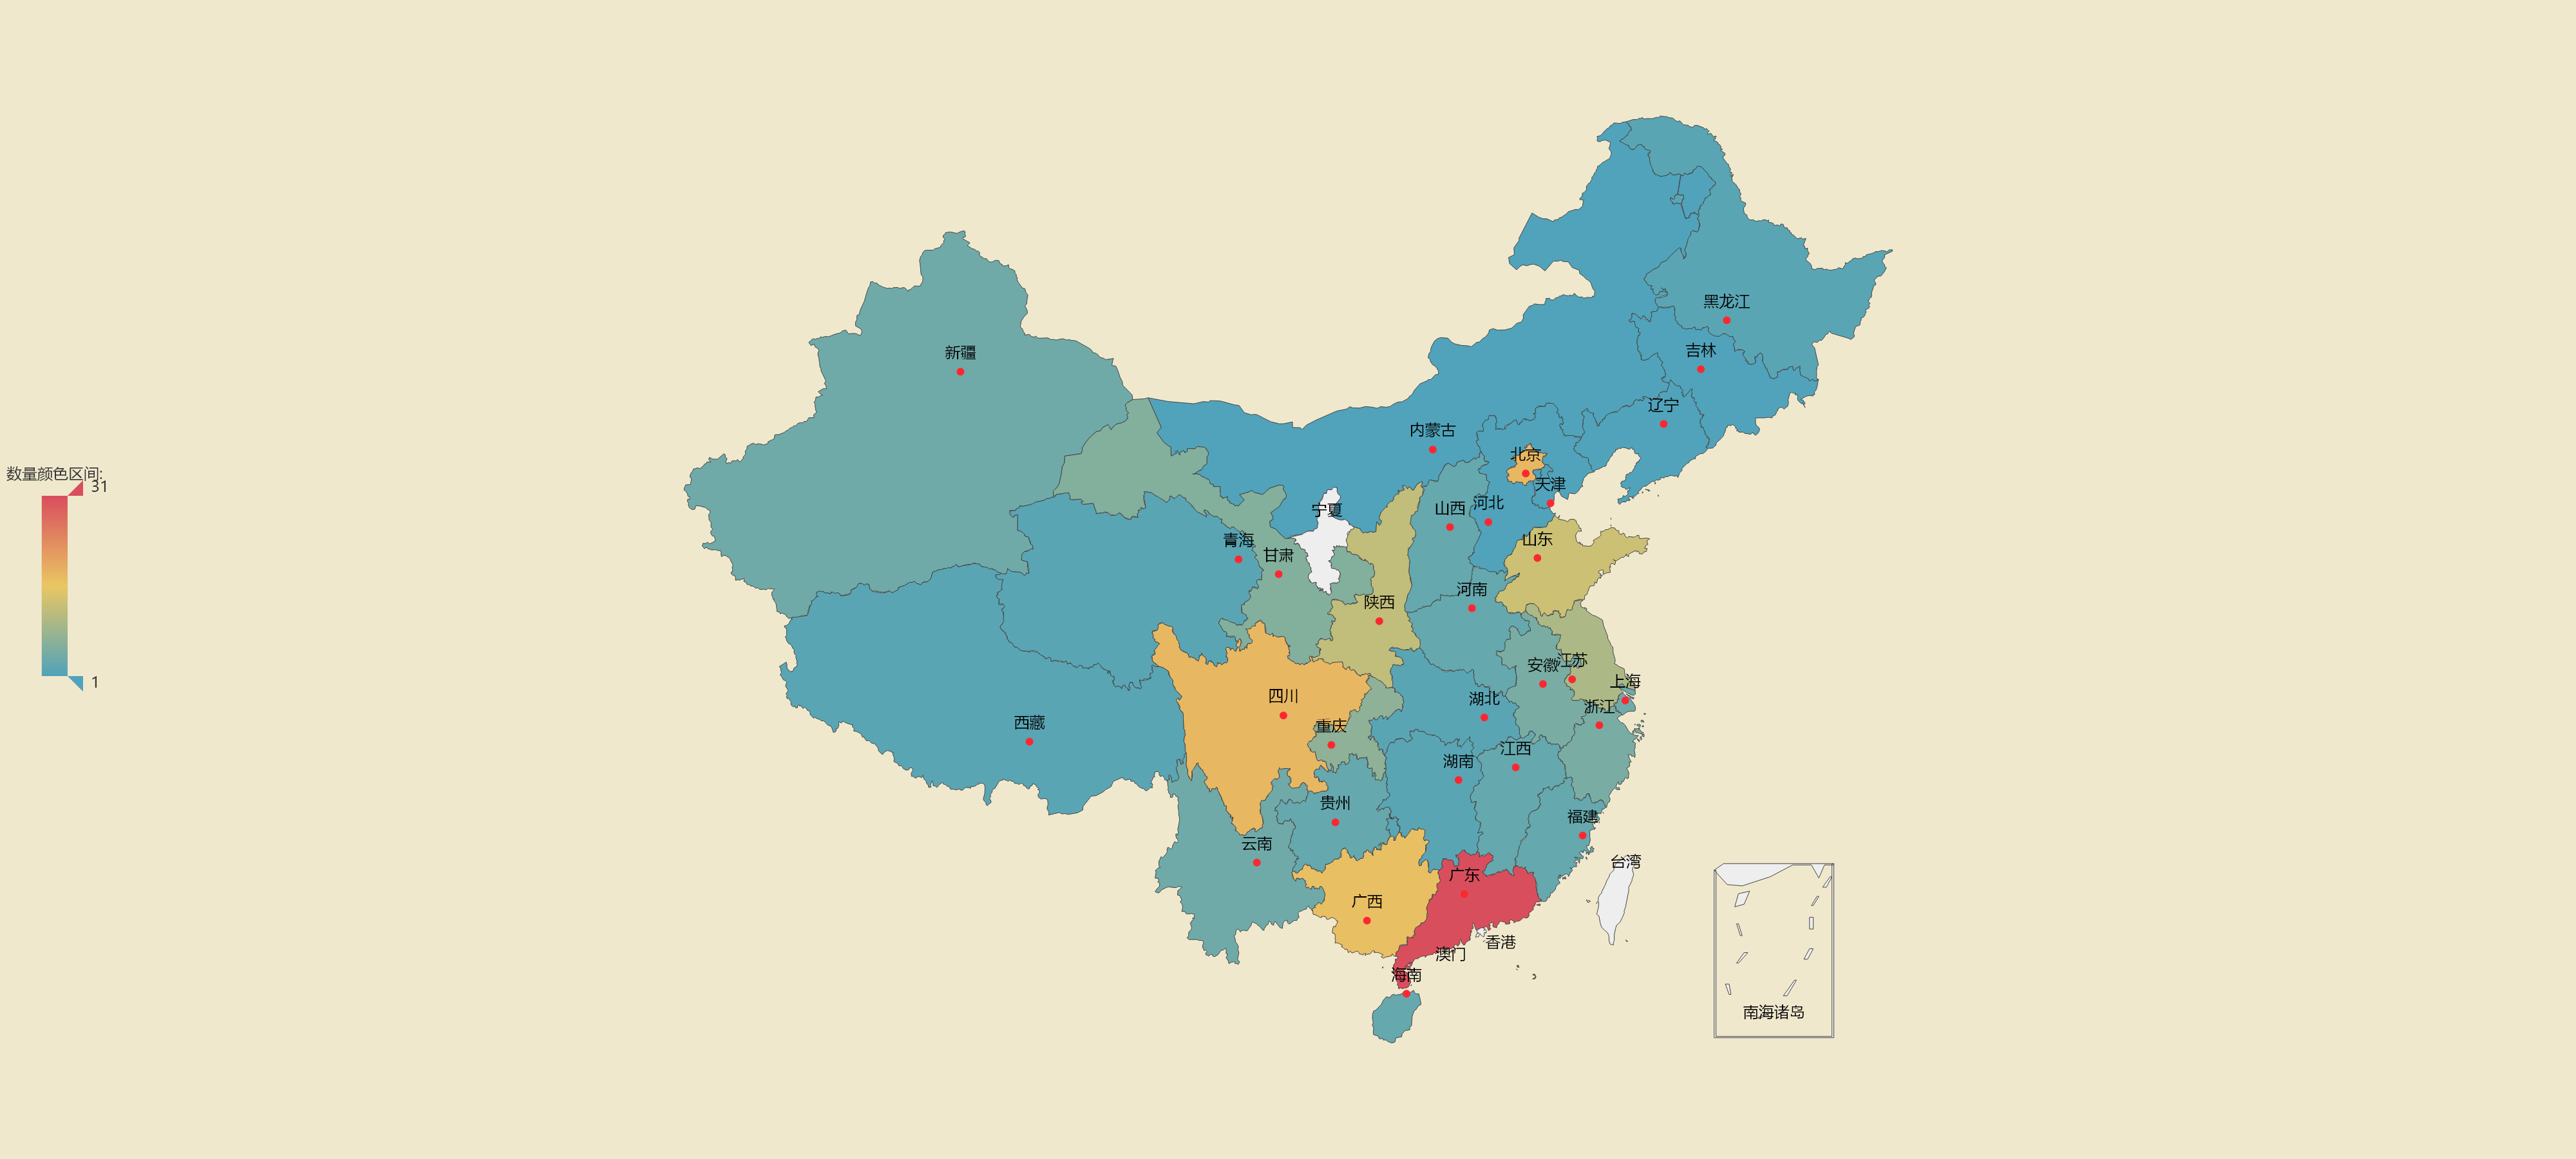 黑龙江
吉林
新疆
辽宁
内蒙古
北京
数量颜色区间:
31
天津
河北
山西
宁夏
山东
青海
甘肃
河南
陕西
江苏
安徽
上海
1
四川
湖北
浙江
西藏
重庆
江西
湖南
贵州
福建
云南
台湾
广东
广西
香港
澳门
海南
南海诸岛